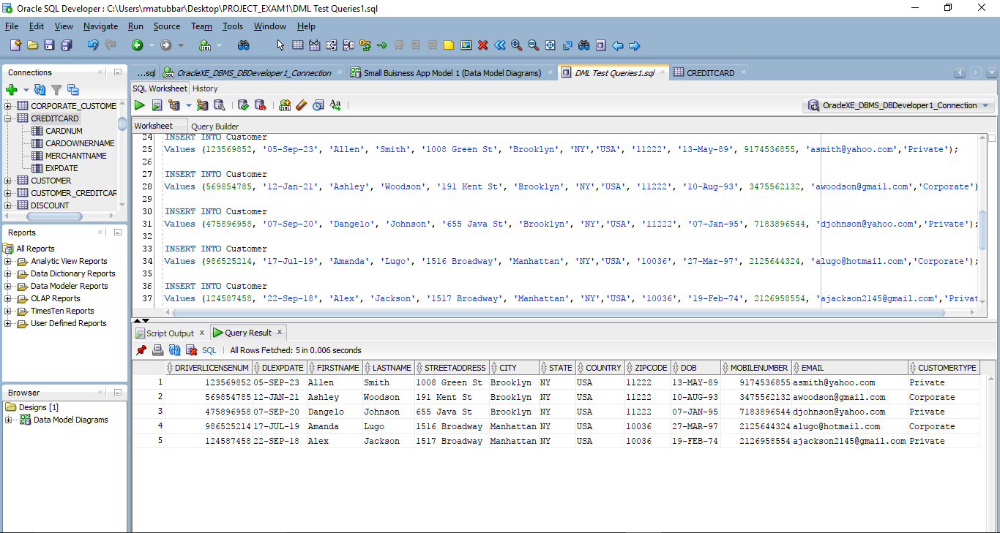 Oracle SQL Developer : C:\Users\rmatubbar\Desktop\PROJECT_EXAM1\DML Test Queries1.sql
File Edit View Navigate Run Source Team Tools Window Help
Connections
CORPORATE_CUSTOME
CREDITCARD
CARDNUM
CARDOWNERNAME
MERCHANTNAME
EXPDATE
CUSTOMER
CUSTOMER_CREDITCAR
DISCOUNT
Reports
All Reports
Analytic View Reports
Data Dictionary Reports
Data Modeler Reports
OLAP Reports
TimesTen Reports
User Defined Reports
Browser
Designs [1]
Data Model Diagrams
...sql OracleXE_DBMS_DBDeveloper1_Connection Small Buisness App Model 1 (Data Model Diagrams) DML Test Queries1.sql CREDITCARD
SQL Worksheet History
OracleXE_DBMS_DBDeveloper1_Connection
Worksheet Query Builder
24 INSERT INTO Customer
25 Values (123569852, '05-Sep-23', 'Allen', 'Smith', '1008 Green St', 'Brooklyn', 'NY','USA', '11222', '13-May-89', 9174536855, 'asmith@yahoo.com','Private');
26
27 INSERT INTO Customer
28 Values (569854785, '12-Jan-21', 'Ashley', 'Woodson', '191 Kent St', 'Brooklyn', 'NY','USA', '11222', '10-Aug-93', 3475562132, 'awoodson@gmail.com','Corporate')
29
30 INSERT INTO Customer
31 Values (475896958, '07-Sep-20', 'Dangelo', 'Johnson', '655 Java St', 'Brooklyn', 'NY','USA', '11222', '07-Jan-95', 7183896544, 'djohnson@yahoo.com','Private');
32
33 INSERT INTO Customer
34 Values (986525214, '17-Jul-19', 'Amanda', 'Lugo', '1516 Broadway', 'Manhattan', 'NY','USA', '10036', '27-Mar-97', 2125644324, 'alugo@hotmail.com','Corporate');
35
36 INSERT INTO Customer
37 Values (124587458, '22-Sep-18', 'Alex', 'Jackson', '1517 Broadway', 'Manhattan', 'NY','USA', '10036', '19-Feb-74', 2126958554, 'ajackson2145@gmail.com','Privat
Script Output Query Result
SQL All Rows Fetched: 5 in 0.006 seconds
DRIVERLICENSENUM DLEXPDATE FIRSTNAME LASTNAME STREETADDRESS CITY STATE COUNTRY ZIPCODE DOB MOBILENUMBER EMAIL CUSTOMERTYPE
1 123569852 05-SEP-23 Allen Smith 1008 Green St Brooklyn NY USA 11222 13-MAY-89 9174536855 asmith@yahoo.com Private
2 569854785 12-JAN-21 Ashley Woodson 191 Kent St Brooklyn NY USA 11222 10-AUG-93 3475562132 awoodson@gmail.com Corporate
3 475896958 07-SEP-20 Dangelo Johnson 655 Java St Brooklyn NY USA 11222 07-JAN-95 7183896544 djohnson@yahoo.com Private
4 986525214 17-JUL-19 Amanda Lugo 1516 Broadway Manhattan NY USA 10036 27-MAR-97 2125644324 alugo@hotmail.com Corporate
5 124587458 22-SEP-18 Alex Jackson 1517 Broadway Manhattan NY USA 10036 19-FEB-74 2126958554 ajackson2145@gmail.com Private